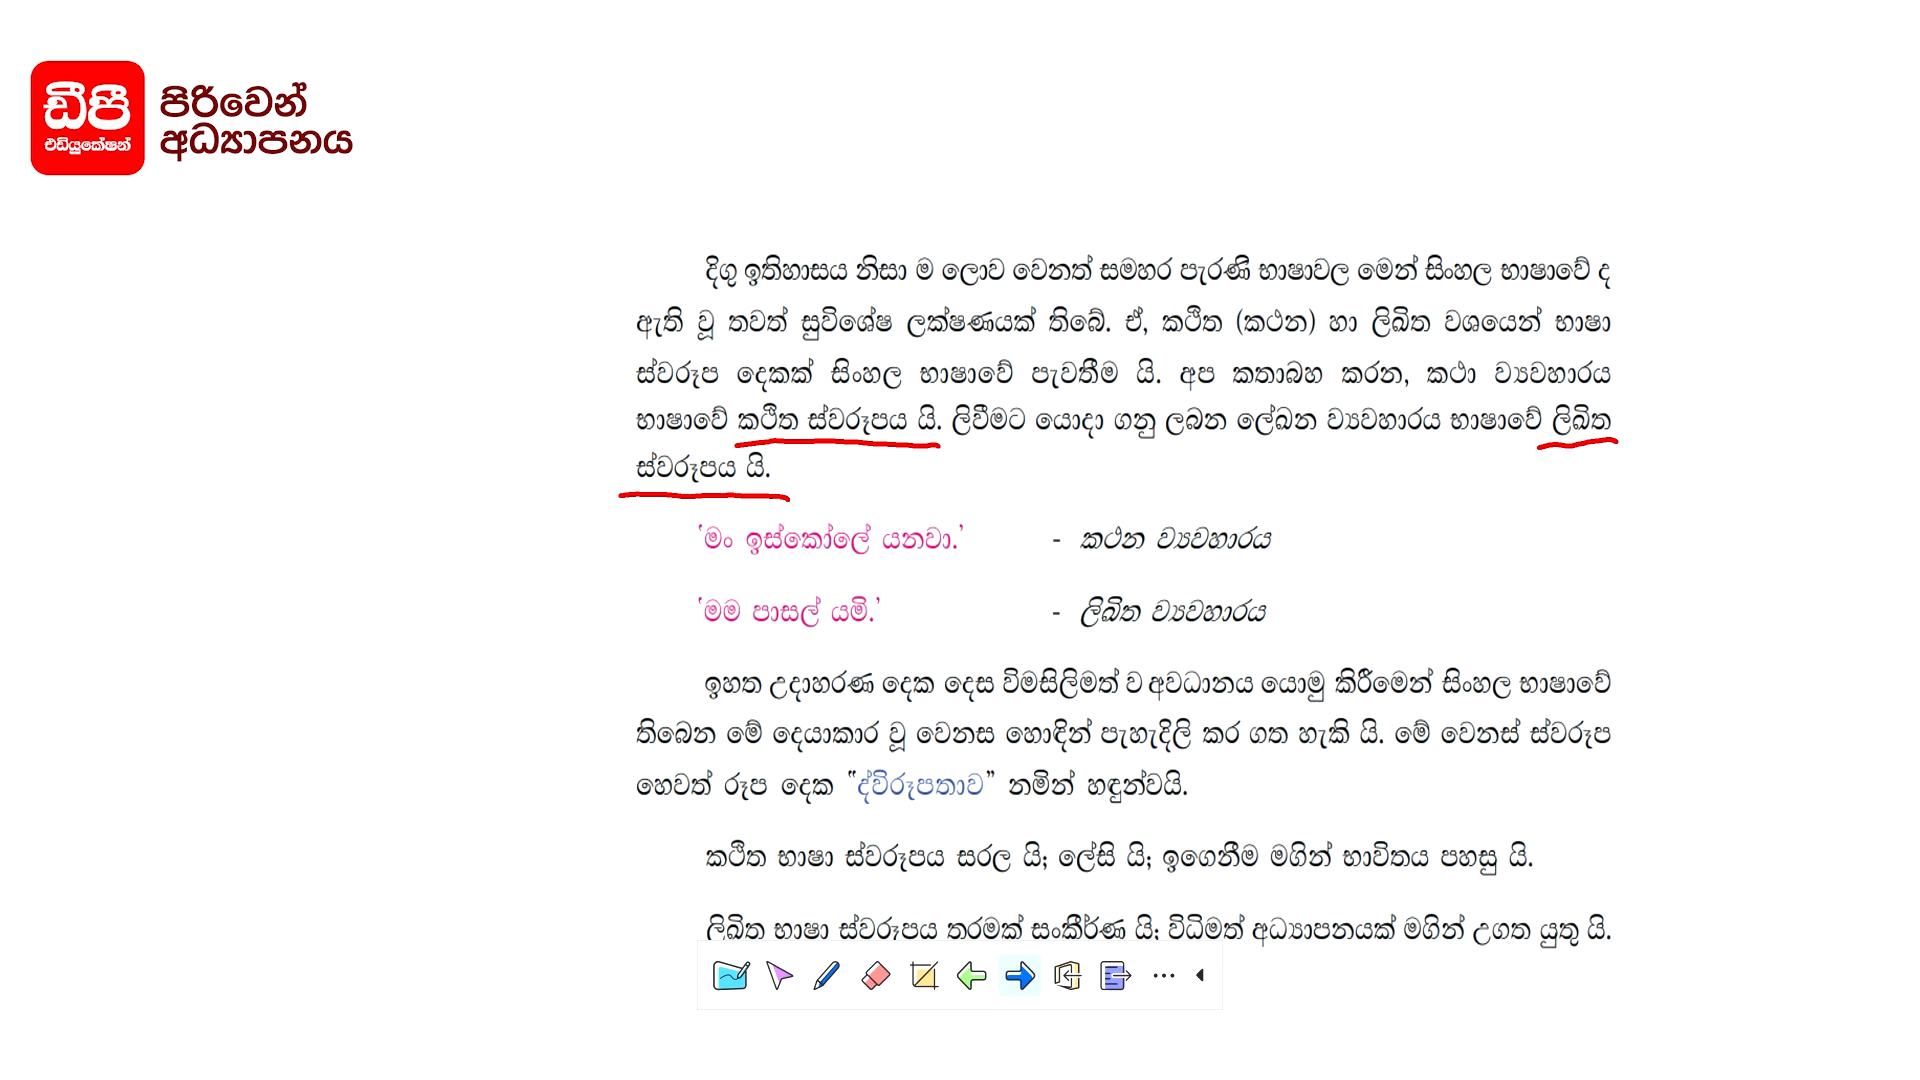 ඩීපී
එඩියුකේෂන්
පිරිවෙන්
අධ්‍යාපනය
දිගු ඉතිහාසය නිසා ම ලොව වෙනත් සමහර පැරණි භාෂාවල මෙන් සිංහල භාෂාවේ ද
ඇති වූ තවත් සුවිශේෂ ලක්ෂණයක් තිබේ. ඒ, කථිත (කථන) හා ලිඛිත වශයෙන් භාෂා
ස්වරූප දෙකක් සිංහල භාෂාවේ පැවතීම යි. අප කතාබහ කරන, කථා ව්‍යවහාරය
භාෂාවේ කථිත ස්වරූපය යි. ලිවීමට යොදා ගනු ලබන ලේඛන ව්‍යවහාරය භාෂාවේ ලිඛිත
ස්වරූපය යි.
‘මං ඉස්කෝලේ යනවා.’ - කථන ව්‍යවහාරය
‘මම පාසල් යමි.’ - ලිඛිත ව්‍යවහාරය
ඉහත උදාහරණ දෙක දෙස විමසිලිමත් ව අවධානය යොමු කිරීමෙන් සිංහල භාෂාවේ
තිබෙන මේ දෙයාකාර වූ වෙනස හොඳින් පැහැදිලි කර ගත හැකි යි. මේ වෙනස් ස්වරූප
හෙවත් රූප දෙක “ද්විරූපතාව” නමින් හඳුන්වයි.
කථිත භාෂා ස්වරූපය සරල යි; ලේසි යි; ඉගෙනීම මගින් භාවිතය පහසු යි.
ලිඛිත භාෂා ස්වරූපය තරමක් සංකීර්ණ යි; විධිමත් අධ්‍යාපනයක් මගින් උගත යුතු යි.